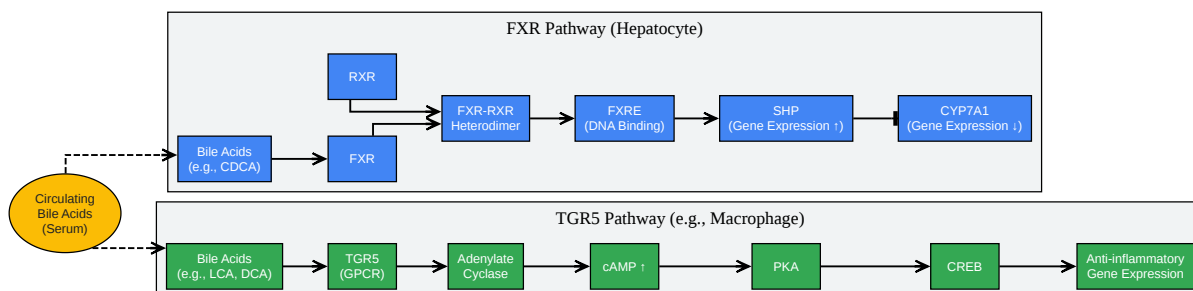 FXR Pathway (Hepatocyte)
RXR
FXR-RXR
Heterodimer
FXRE
(DNA Binding)
SHP
(Gene Expression ↑)
CYP7A1
(Gene Expression ↓)
Bile Acids
(e.g., CDCA)
FXR
Circulating
Bile Acids
(Serum)
TGR5 Pathway (e.g., Macrophage)
Bile Acids
(e.g., LCA, DCA)
TGR5
(GPCR)
Adenylate
Cyclase
cAMP ↑
PKA
CREB
Anti-inflammatory
Gene Expression